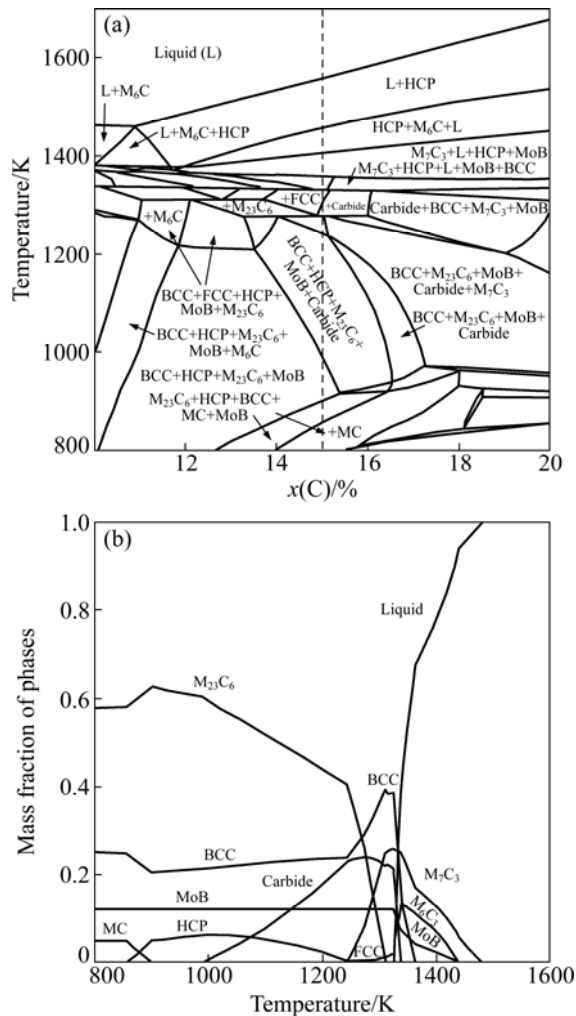 (a)
Temperature/K
1600
1400
1200
1000
800
Liquid (L)
L+M₆C
L+M₆C+HCP
L+HCP
HCP+M₆C+L
M₇C₃+L+HCP+MoB
M₇C₃+HCP+L+MoB+BCC
+FCC
+M₂₃C₆
+Carbide
Carbide+BCC+M₇C₃+MoB
+M₆C
BCC+FCC+HCP+
MoB+M₂₃C₆
BCC+HCP+M₂₃C₆+
MoB+Carbide
BCC+M₂₃C₆+MoB+
Carbide+M₇C₃
BCC+M₂₃C₆+MoB+
Carbide
BCC+HCP+M₂₃C₆+
MoB+M₆C
BCC+HCP+M₂₃C₆+MoB
M₂₃C₆+HCP+BCC+
MC+MoB
+MC
12 14 16 18 20
x(C)/%
(b)
Mass fraction of phases
1.0
0.8
0.6
0.4
0.2
0
Liquid
M₂₃C₆
BCC
BCC
Carbide
M₇C₃
MoB
M₆C₃
MC
HCP
FCC
MoB
800 1000 1200 1400 1600
Temperature/K